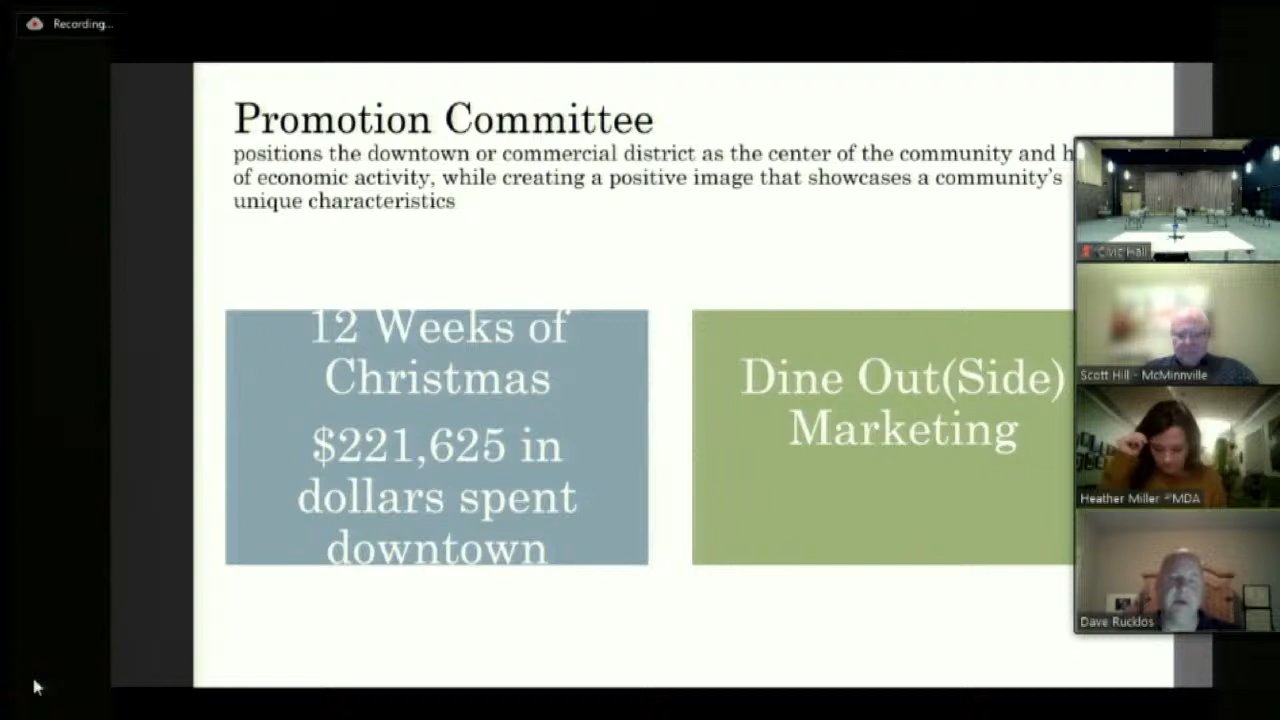 Recording...
Promotion Committee
positions the downtown or commercial district as the center of the community and h
of economic activity, while creating a positive image that showcases a community's
unique characteristics
12 Weeks of
Christmas
$221,625 in
dollars spent
downtown
Dine Out(Side)
Marketing
Civic Hall
Scott Hill - McMinnville
Heather Miller - MDA
Dave Rucklos